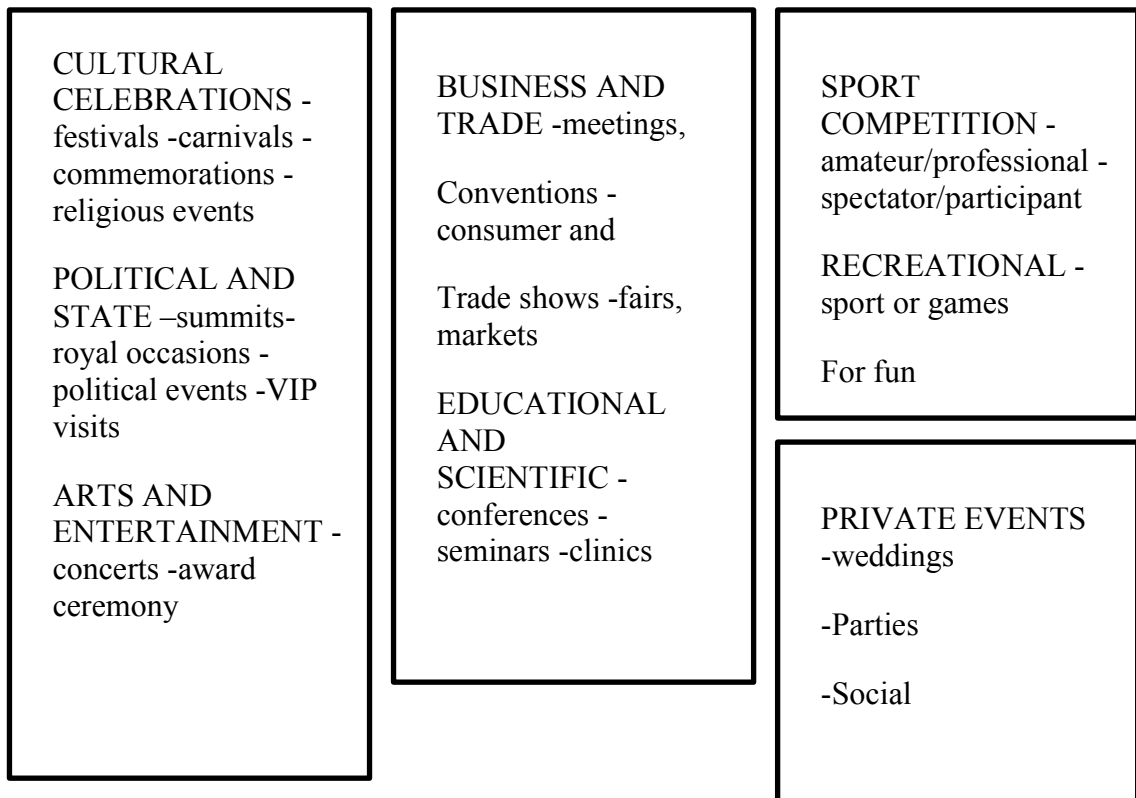 CULTURAL
CELEBRATIONS -
festivals -carnivals -
commemorations -
religious events
POLITICAL AND
STATE –summits-
royal occasions -
political events -VIP
visits
ARTS AND
ENTERTAINMENT -
concerts -award
ceremony
BUSINESS AND
TRADE -meetings,
Conventions -
consumer and
Trade shows -fairs,
markets
EDUCATIONAL
AND
SCIENTIFIC -
conferences -
seminars -clinics
SPORT
COMPETITION -
amateur/professional -
spectator/participant
RECREATIONAL -
sport or games
For fun
PRIVATE EVENTS
-weddings
-Parties
-Social